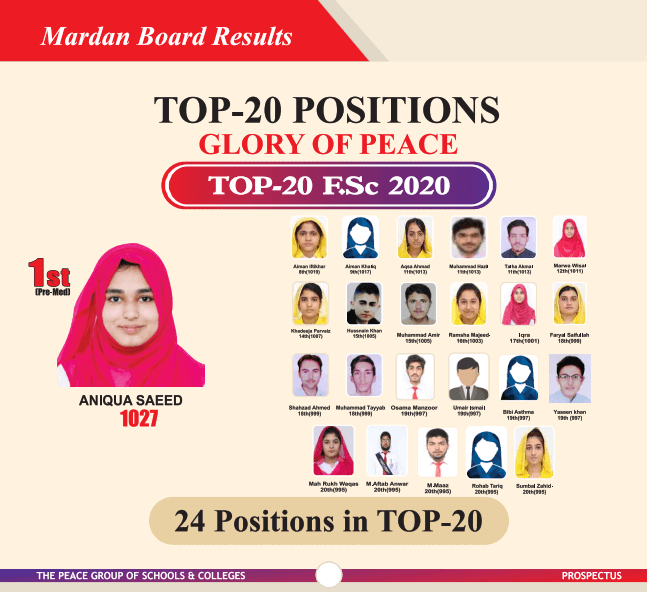 Mardan Board Results
TOP-20 POSITIONS
GLORY OF PEACE
TOP-20 F.Sc 2020
1st
(Pre-Med)
ANIQUA SAEED
1027
Aiman Iftikhar
8th(1019)
Aiman Khaliq
9th(1017)
Aqsa Ahmad
11th(1013)
Muhammad Hadi
11th(1013)
Talha Akmal
11th(1013)
Marwa Wisal
12th(1011)
Khadeeja Parvaiz
14th(1007)
Hussnain Khan
15th(1005)
Muhammad Amir
15th(1005)
Ramsha Majeed-
16th(1003)
Iqra
17th(1001)
Faryal Saifullah
18th(999)
Shahzad Ahmed
18th(999)
Muhammad Tayyab
18th(999)
Osama Manzoor
19th(997)
Umair Ismail
19th(997)
Bibi Asthma
19th(997)
Yaseen khan
19th (997)
Mah Rukh Waqas
20th(995)
M.Aftab Anwar
20th(995)
M.Maaz
20th(995)
Rohab Tariq
20th(995)
Sumbal Zahid-
20th(995)
24 Positions in TOP-20
THE PEACE GROUP OF SCHOOLS & COLLEGES
PROSPECTUS